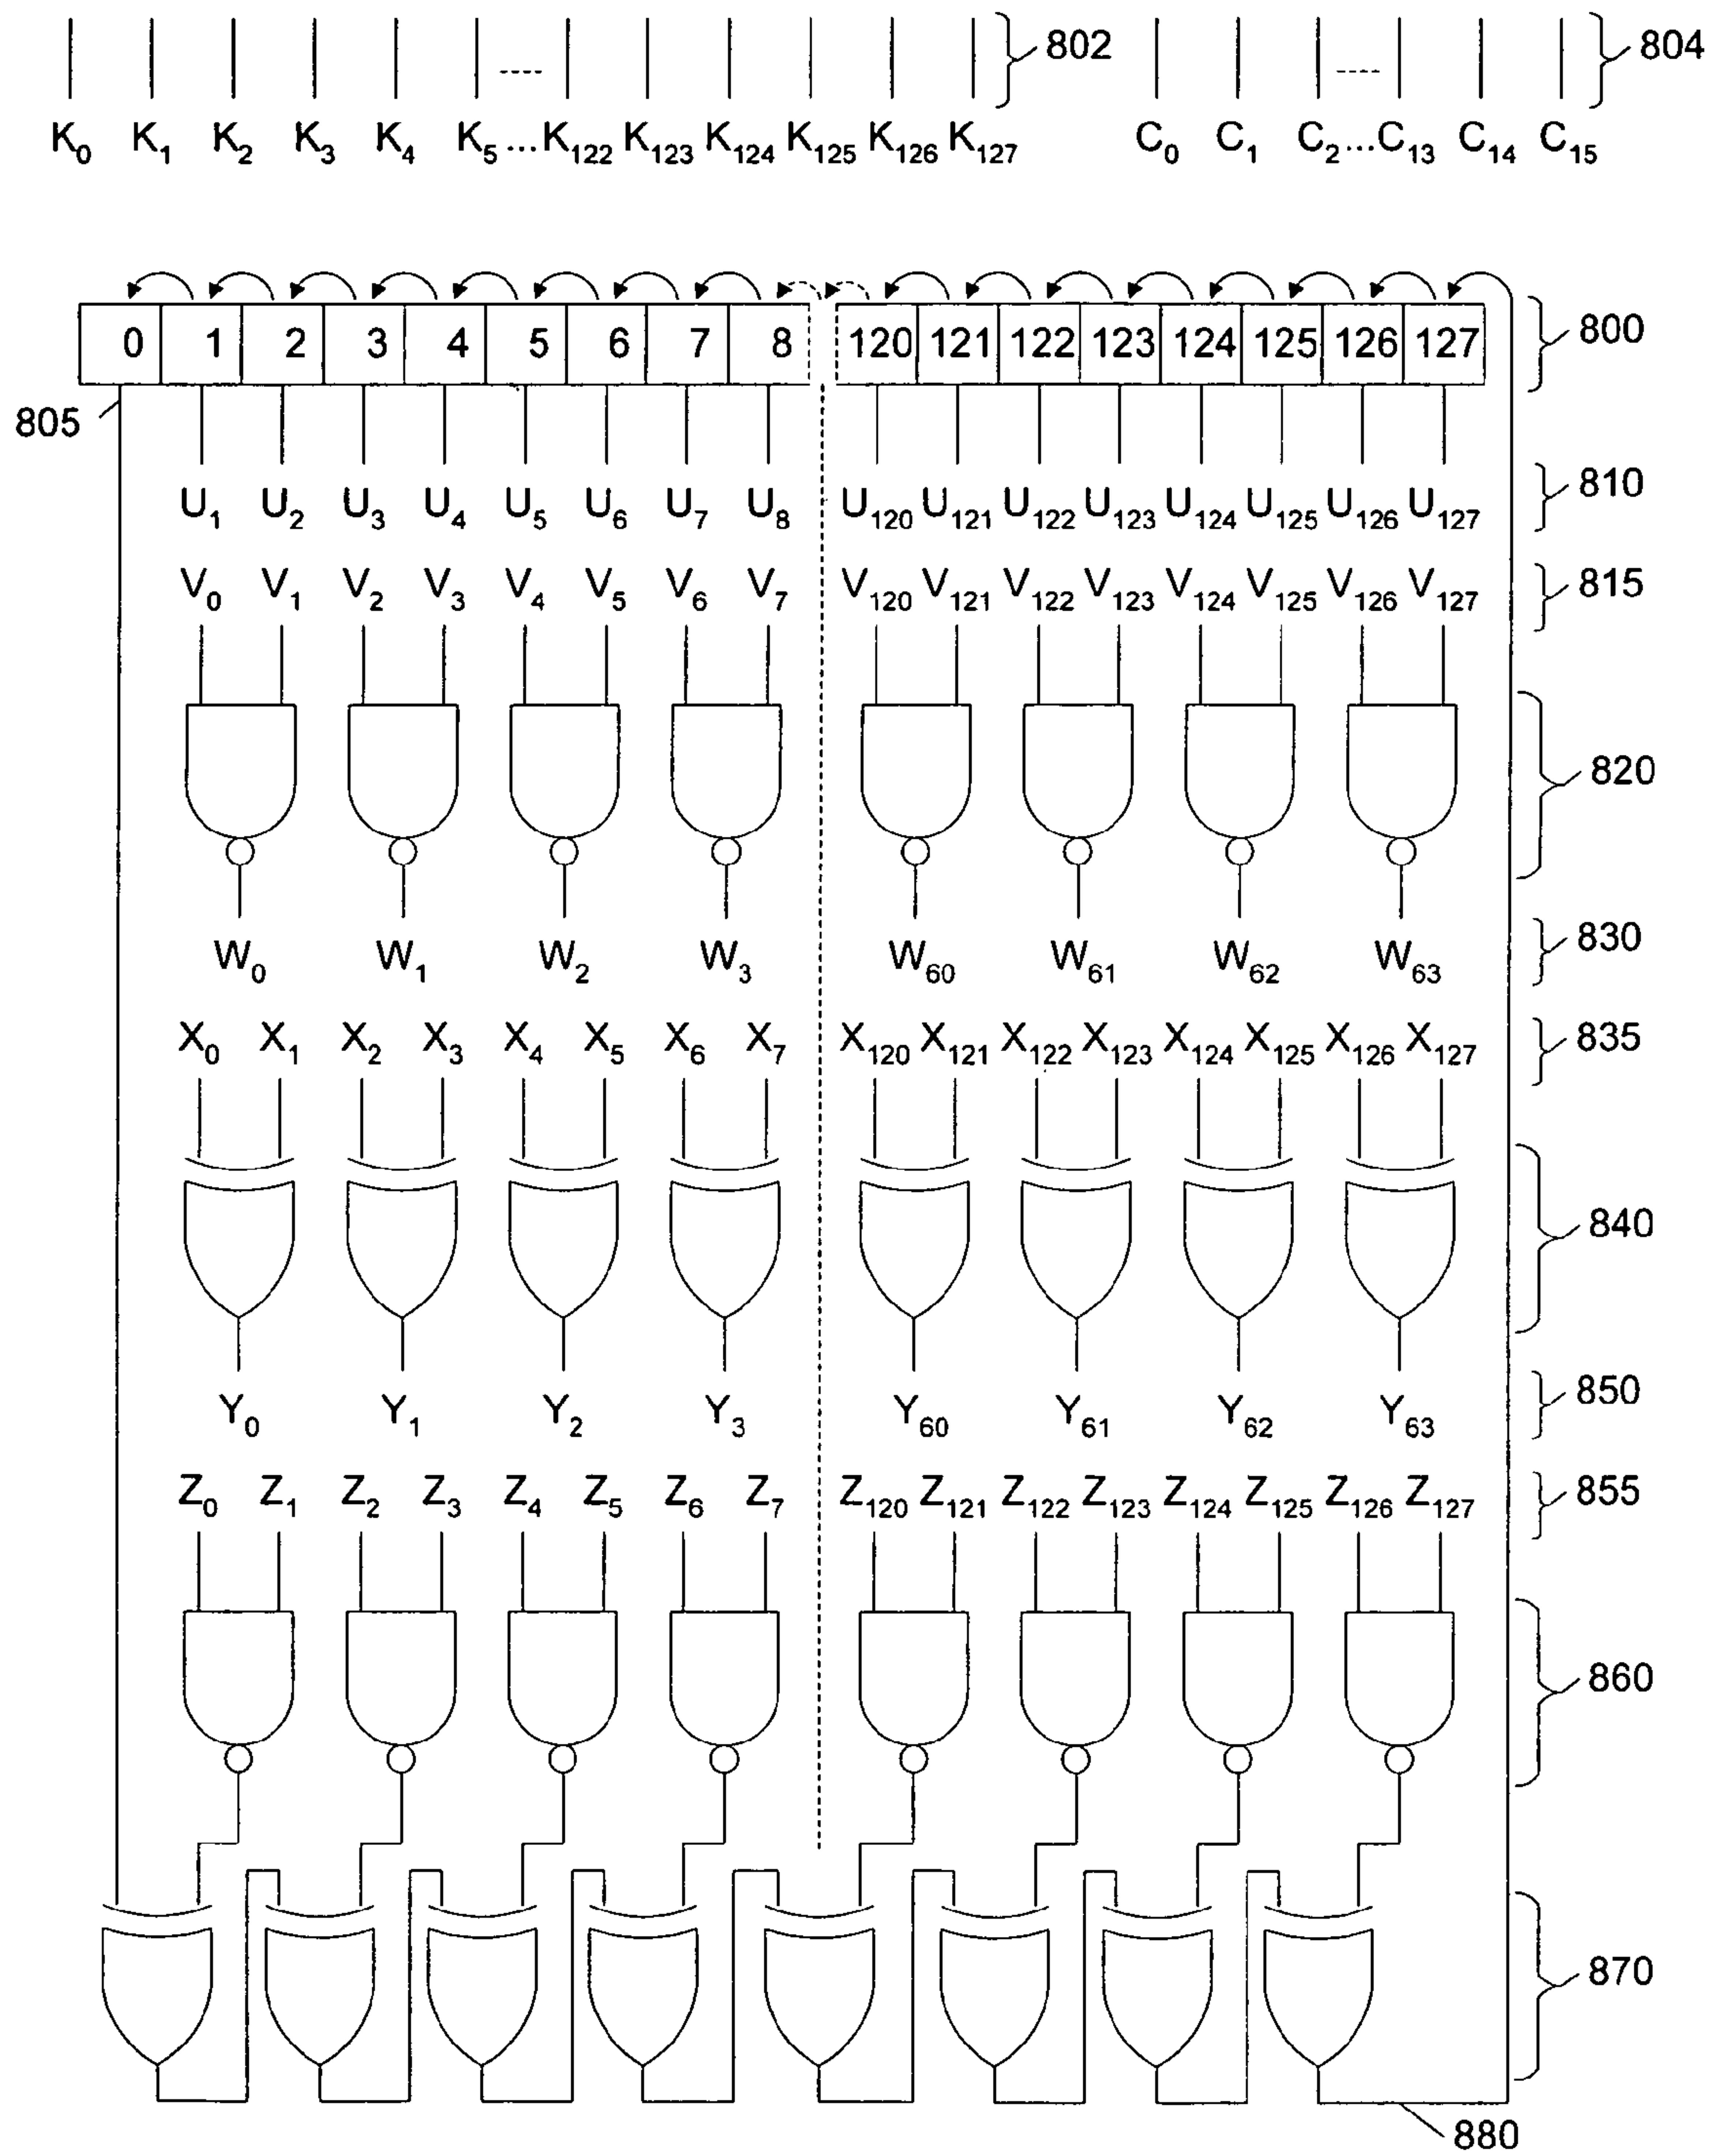 802 804
K0 K1 K2 K3 K4 K5 ...K122 K123 K124 K125 K126 K127 C0 C1 C2...C13 C14 C15
0 1 2 3 4 5 6 7 8 120 121 122 123 124 125 126 127 800
805
U1 U2 U3 U4 U5 U6 U7 U8 U120 U121 U122 U123 U124 U125 U126 U127 810
V0 V1 V2 V3 V4 V5 V6 V7 V120 V121 V122 V123 V124 V125 V126 V127 815
820
W0 W1 W2 W3 W60 W61 W62 W63 830
X0 X1 X2 X3 X4 X5 X6 X7 X120 X121 X122 X123 X124 X125 X126 X127 835
840
Y0 Y1 Y2 Y3 Y60 Y61 Y62 Y63 850
Z0 Z1 Z2 Z3 Z4 Z5 Z6 Z7 Z120 Z121 Z122 Z123 Z124 Z125 Z126 Z127 855
860
870
880